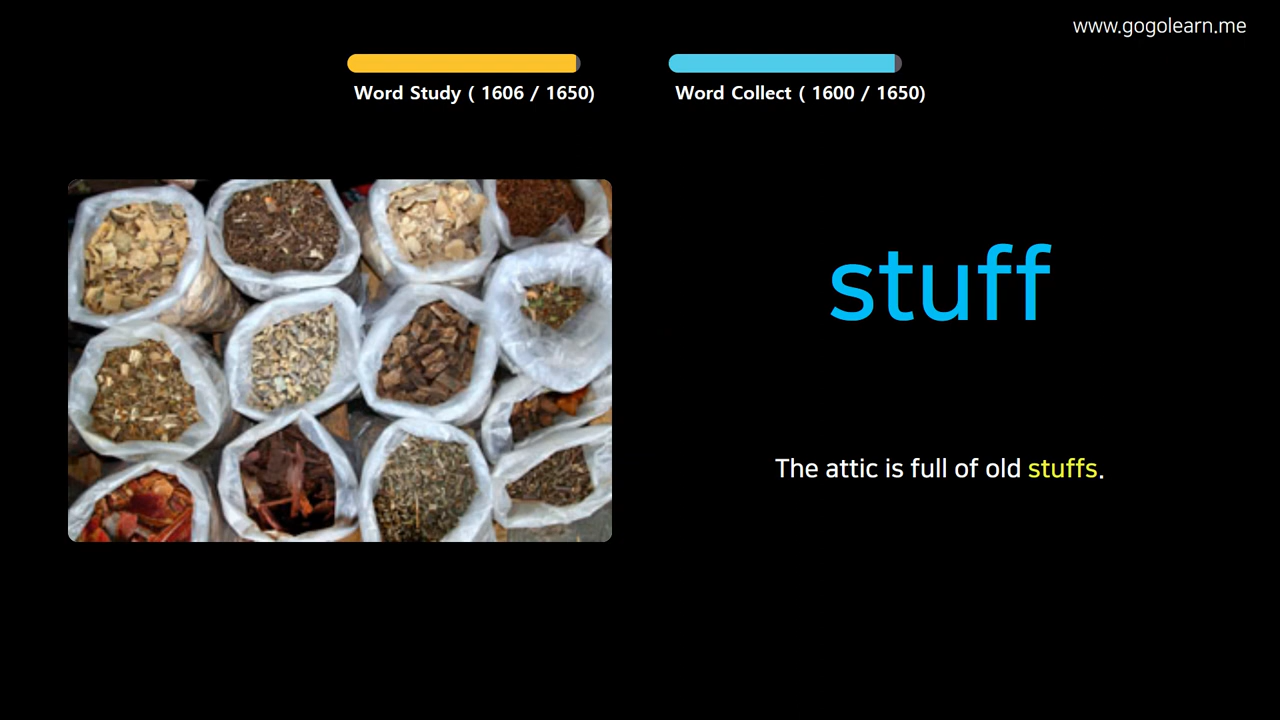 www.gogolearn.me
Word Study ( 1606 / 1650)
Word Collect ( 1600 / 1650)
stuff
The attic is full of old stuffs.